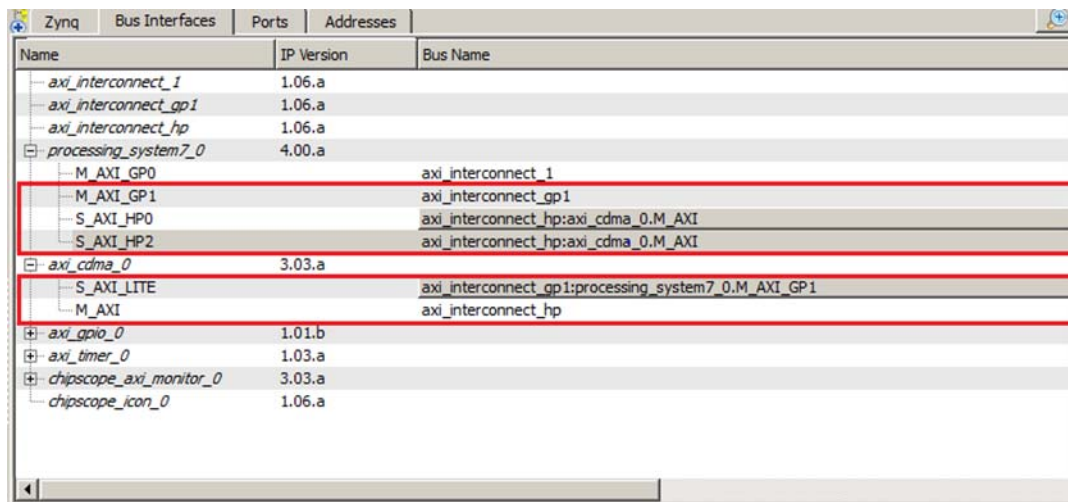 Zynq Bus Interfaces Ports Addresses
Name IP Version Bus Name
axi_interconnect_1 1.06.a
axi_interconnect_gp1 1.06.a
axi_interconnect_hp 1.06.a
processing_system7_0 4.00.a
M_AXI_GP0 axi_interconnect_1
M_AXI_GP1 axi_interconnect_gp1
S_AXI_HP0 axi_interconnect_hp:axi_cdma_0.M_AXI
S_AXI_HP2 axi_interconnect_hp:axi_cdma_0.M_AXI
axi_cdma_0 3.03.a
S_AXI_LITE axi_interconnect_gp1:processing_system7_0.M_AXI_GP1
M_AXI axi_interconnect_hp
axi_gpio_0 1.01.b
axi_timer_0 1.03.a
chipscope_axi_monitor_0 3.03.a
chipscope_icon_0 1.06.a